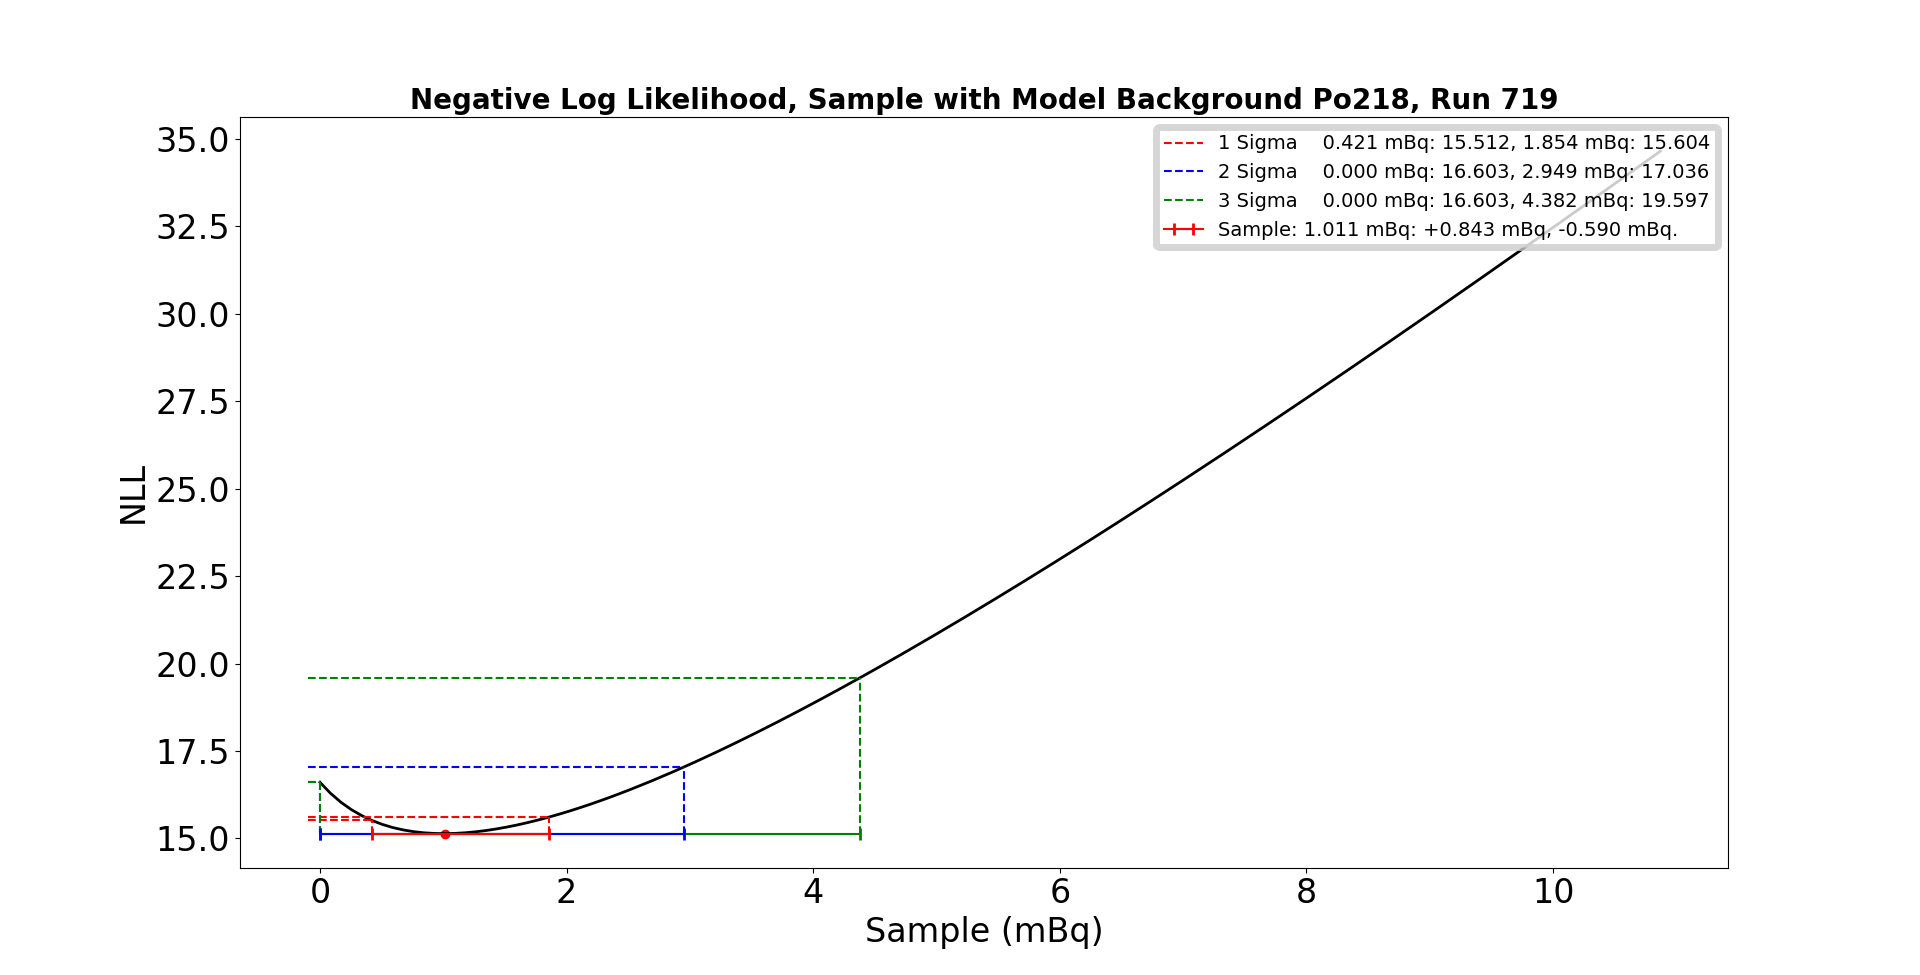 Negative Log Likelihood, Sample with Model Background Po218, Run 719
1 Sigma    0.421 mBq: 15.512, 1.854 mBq: 15.604
2 Sigma    0.000 mBq: 16.603, 2.949 mBq: 17.036
3 Sigma    0.000 mBq: 16.603, 4.382 mBq: 19.597
Sample: 1.011 mBq: +0.843 mBq, -0.590 mBq.
35.0
32.5
30.0
27.5
25.0
22.5
20.0
17.5
15.0
NLL
0 2 4 6 8 10
Sample (mBq)